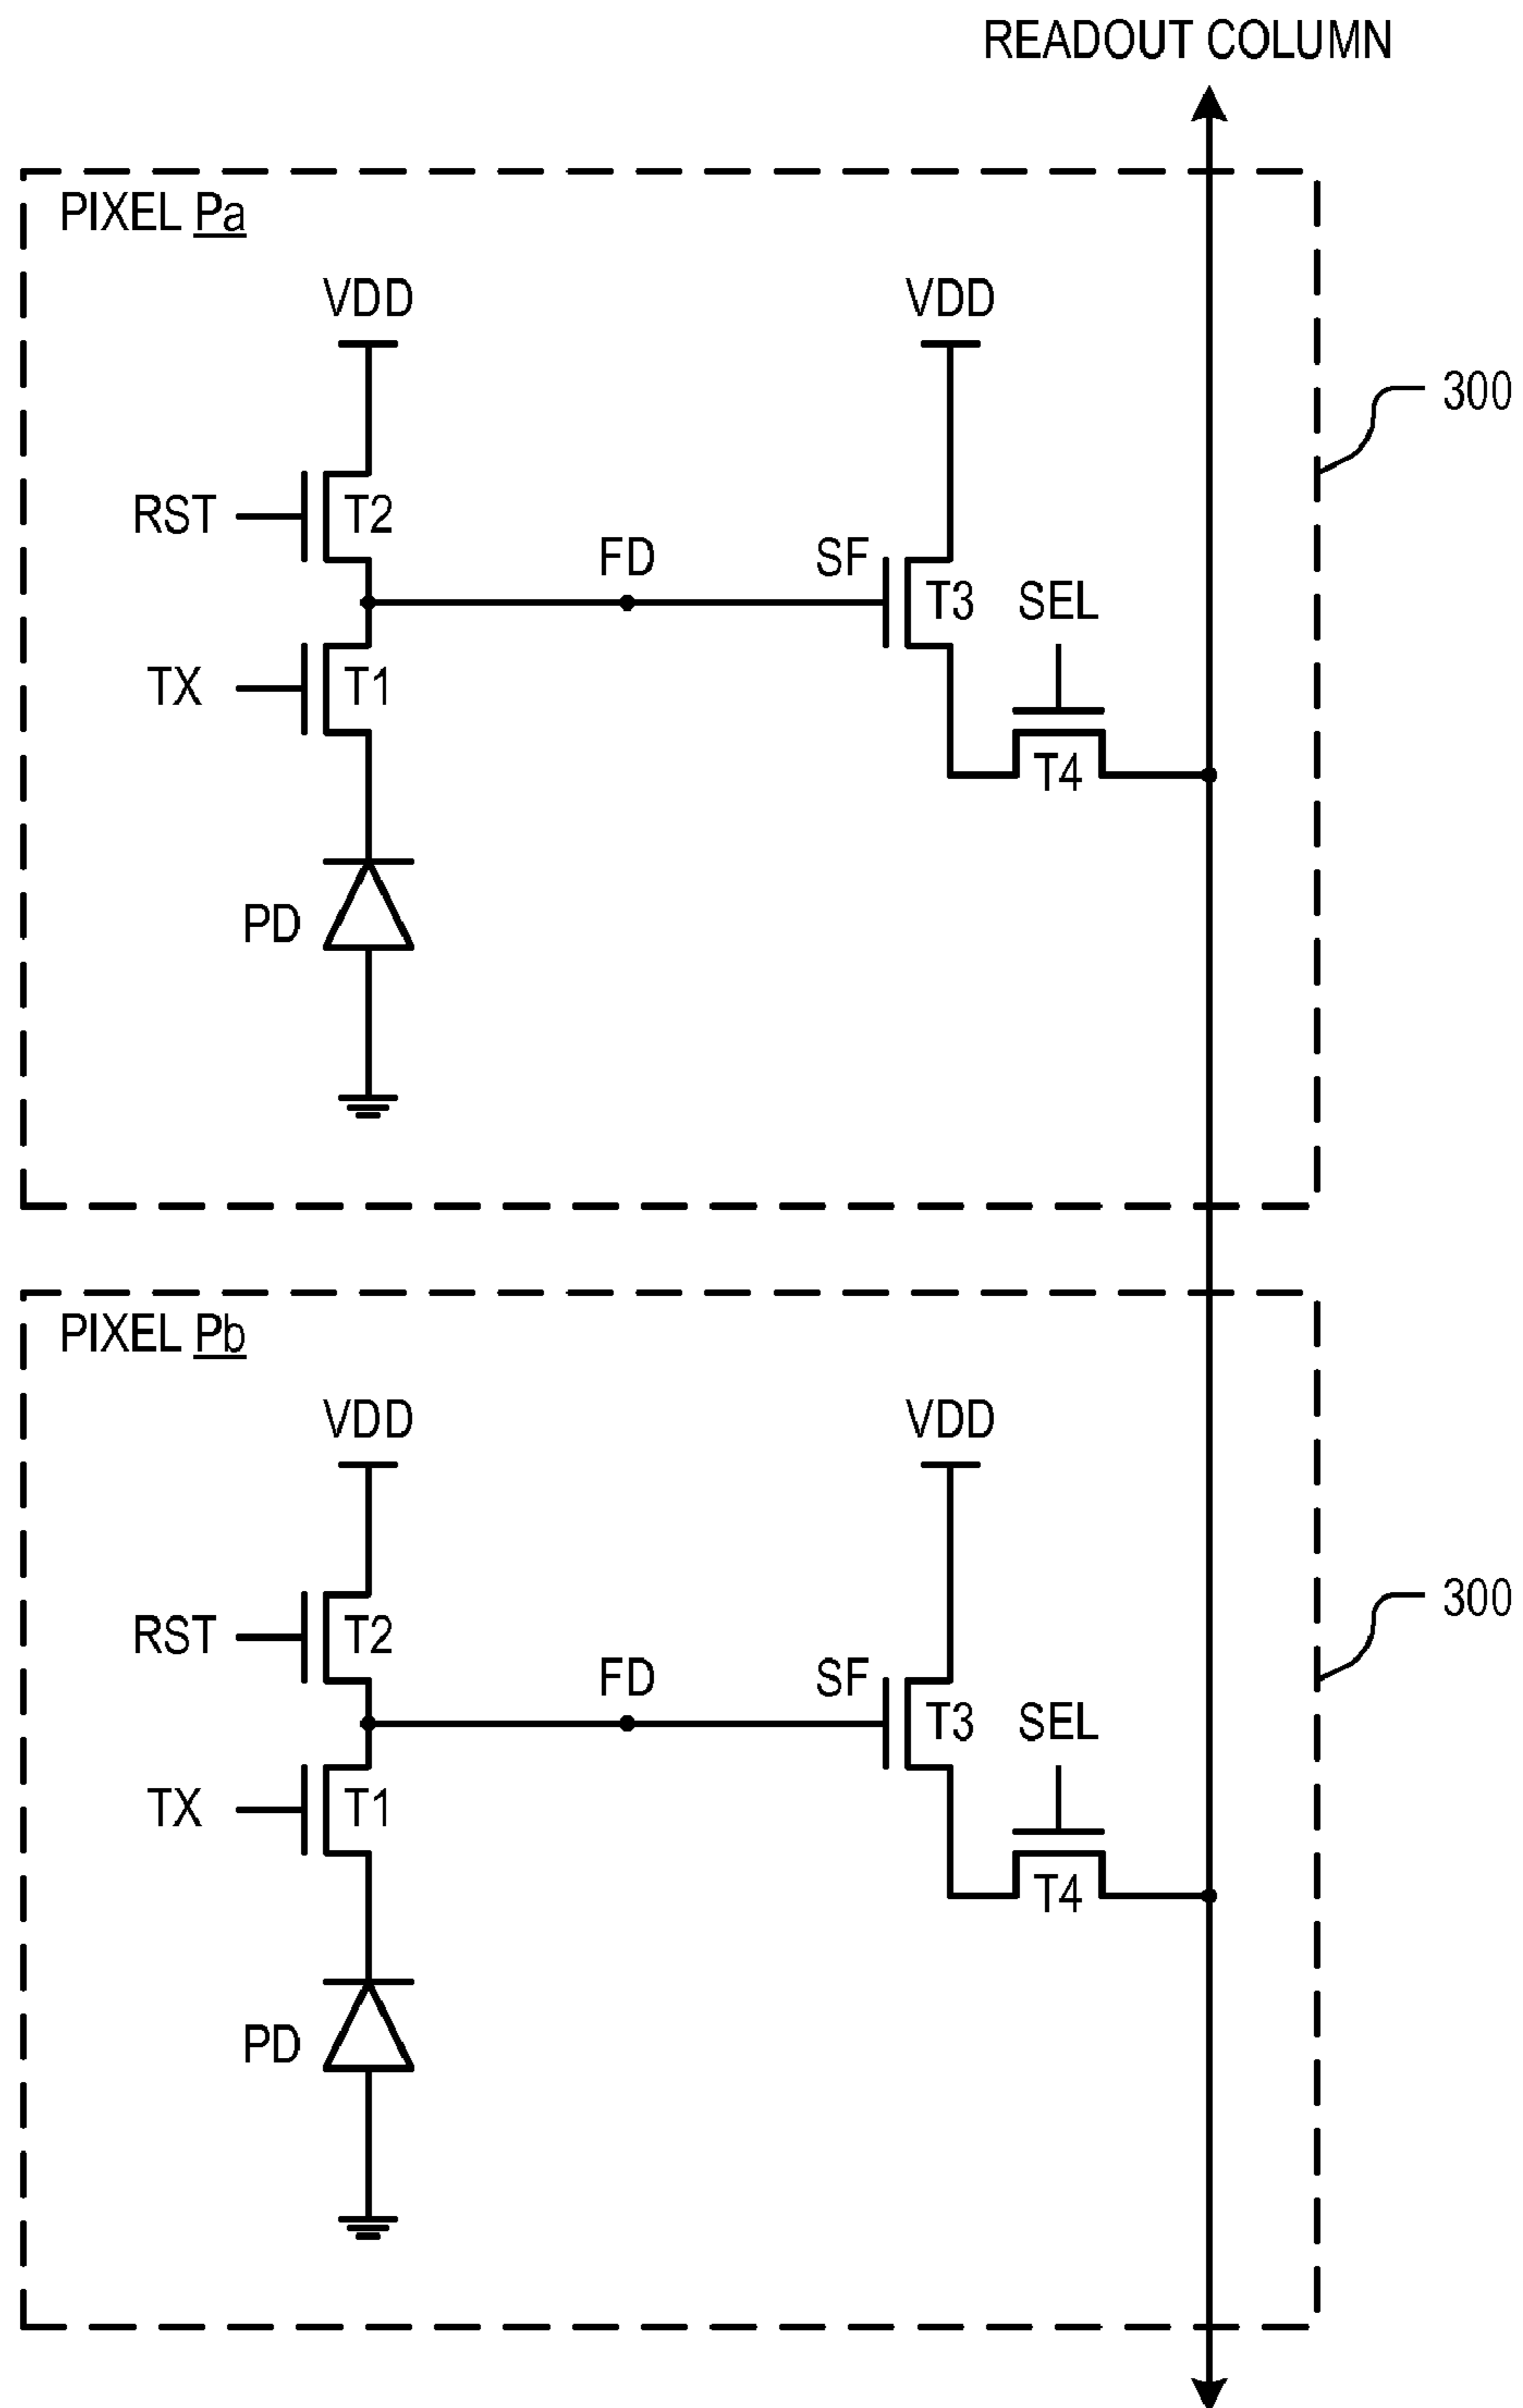 READOUT COLUMN
PIXEL Pa
VDD
VDD
300
RST
T2
FD
SF
T3
SEL
TX
T1
T4
PD
PIXEL Pb
VDD
VDD
300
RST
T2
FD
SF
T3
SEL
TX
T1
T4
PD